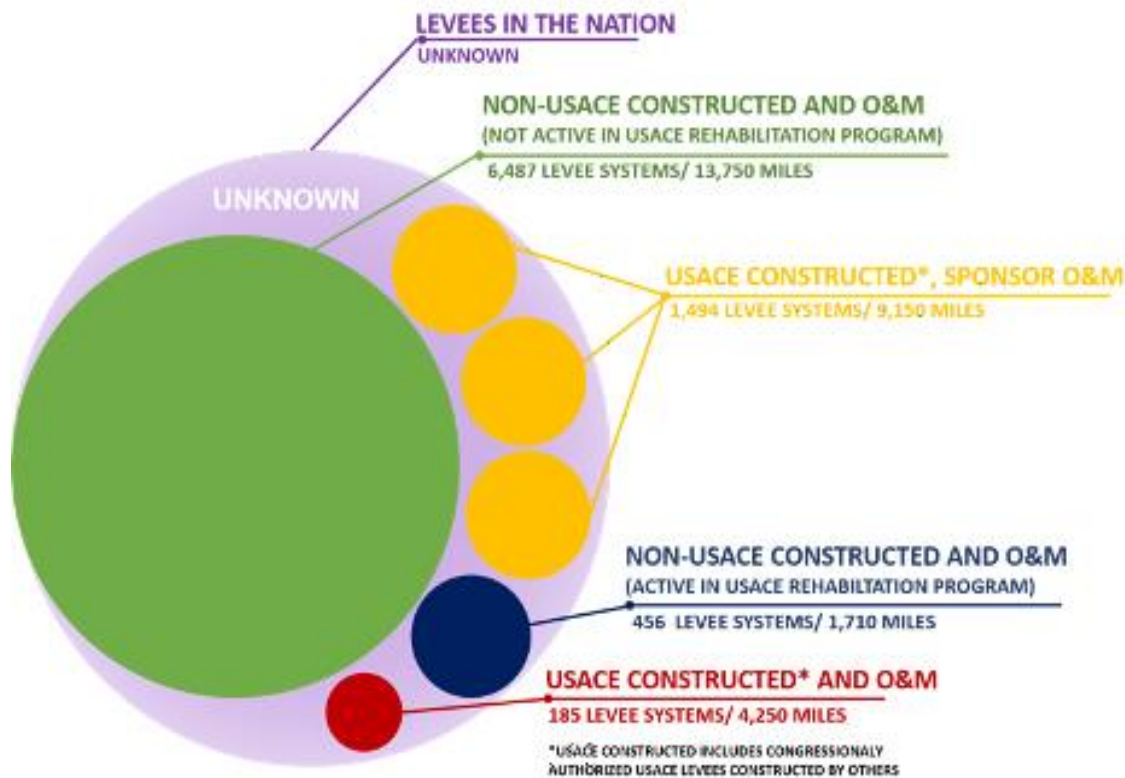 LEVEES IN THE NATION
UNKNOWN
NON-USACE CONSTRUCTED AND O&M
(NOT ACTIVE IN USACE REHABILITATION PROGRAM)
6,487 LEVEE SYSTEMS/ 13,750 MILES
UNKNOWN
USACE CONSTRUCTED*, SPONSOR O&M
1,494 LEVEE SYSTEMS/ 9,150 MILES
NON-USACE CONSTRUCTED AND O&M
(ACTIVE IN USACE REHABILTATION PROGRAM)
456 LEVEE SYSTEMS/ 1,710 MILES
USACE CONSTRUCTED* AND O&M
185 LEVEE SYSTEMS/ 4,250 MILES
*USACE CONSTRUCTED INCLUDES CONGRESSIONALY
AUTHORIZED USACE LEVEES CONSTRUCTED BY OTHERS